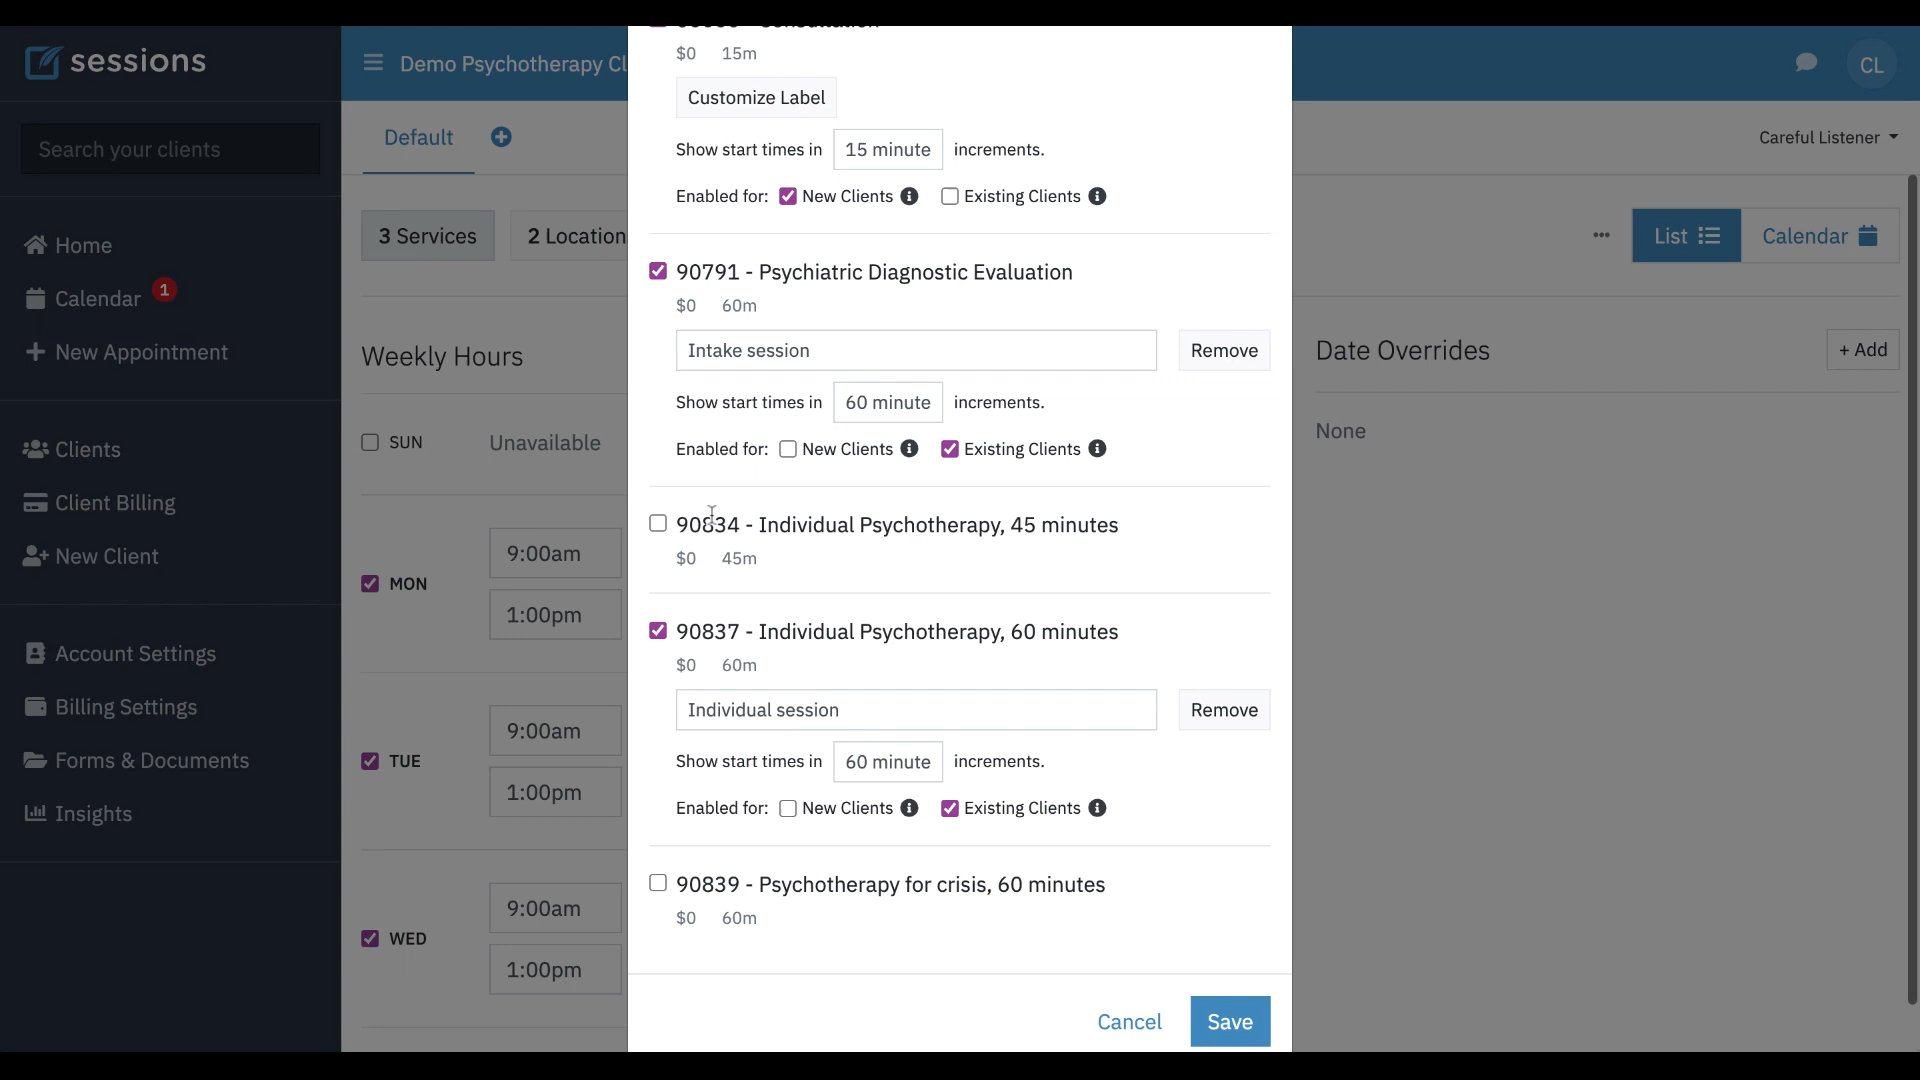 sessions
Demo Psychotherapy Cl
CL
Search your clients
Default
Careful Listener
Home
Calendar 1
New Appointment
Clients
Client Billing
New Client
Account Settings
Billing Settings
Forms & Documents
Insights
3 Services
2 Location
... List Calendar
Weekly Hours
SUN Unavailable
MON
9:00am
1:00pm
TUE
9:00am
1:00pm
WED
9:00am
1:00pm
$0 15m
Customize Label
Show start times in 15 minute increments.
Enabled for: New Clients Existing Clients
90791 - Psychiatric Diagnostic Evaluation
$0 60m
Intake session Remove
Show start times in 60 minute increments.
Enabled for: New Clients Existing Clients
90834 - Individual Psychotherapy, 45 minutes
$0 45m
90837 - Individual Psychotherapy, 60 minutes
$0 60m
Individual session Remove
Show start times in 60 minute increments.
Enabled for: New Clients Existing Clients
90839 - Psychotherapy for crisis, 60 minutes
$0 60m
Cancel Save
Date Overrides + Add
None